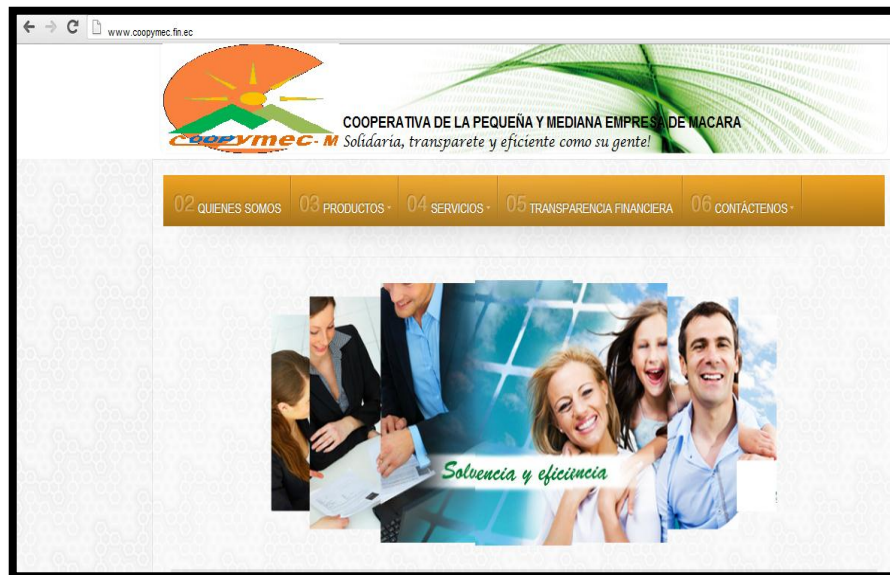 www.coopymec.fin.ec
COOPERATIVA DE LA PEQUEÑA Y MEDIANA EMPRESA DE MACARA
COOPYMEC-M
Solidaria, transparete y eficiente como su gente!
02 QUIENES SOMOS 03 PRODUCTOS 04 SERVICIOS 05 TRANSPARENCIA FINANCIERA 06 CONTÁCTENOS
Solvencia y eficiencia